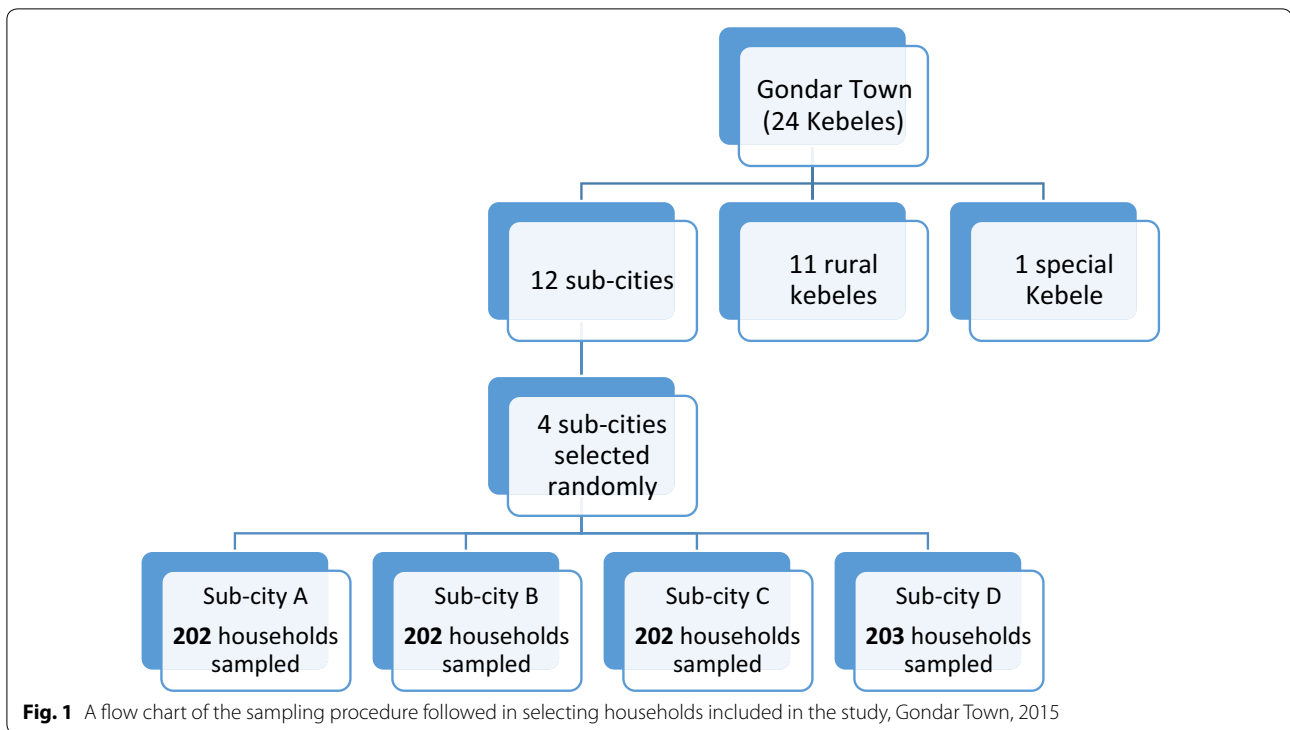 Gondar Town
(24 Kebeles)
12 sub-cities
11 rural
kebeles
1 special
Kebele
4 sub-cities
selected
randomly
Sub-city A
202 households
sampled
Sub-city B
202 households
sampled
Sub-city C
202 households
sampled
Sub-city D
203 households
sampled
Fig. 1 A flow chart of the sampling procedure followed in selecting households included in the study, Gondar Town, 2015